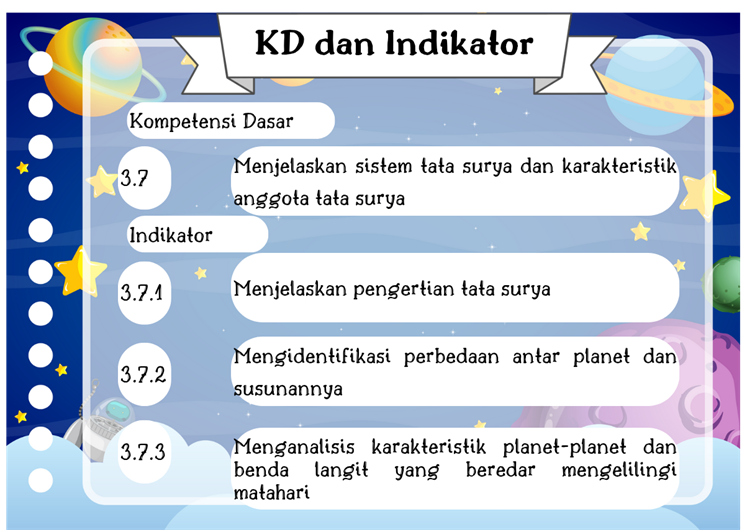 KD dan Indikator
Kompetensi Dasar
3.7 Menjelaskan sistem tata surya dan karakteristik
anggota tata surya
Indikator
3.7.1 Menjelaskan pengertian tata surya
3.7.2 Mengidentifikasi perbedaan antar planet dan
susunannya
3.7.3 Menganalisis karakteristik planet-planet dan
benda langit yang beredar mengelilingi
matahari